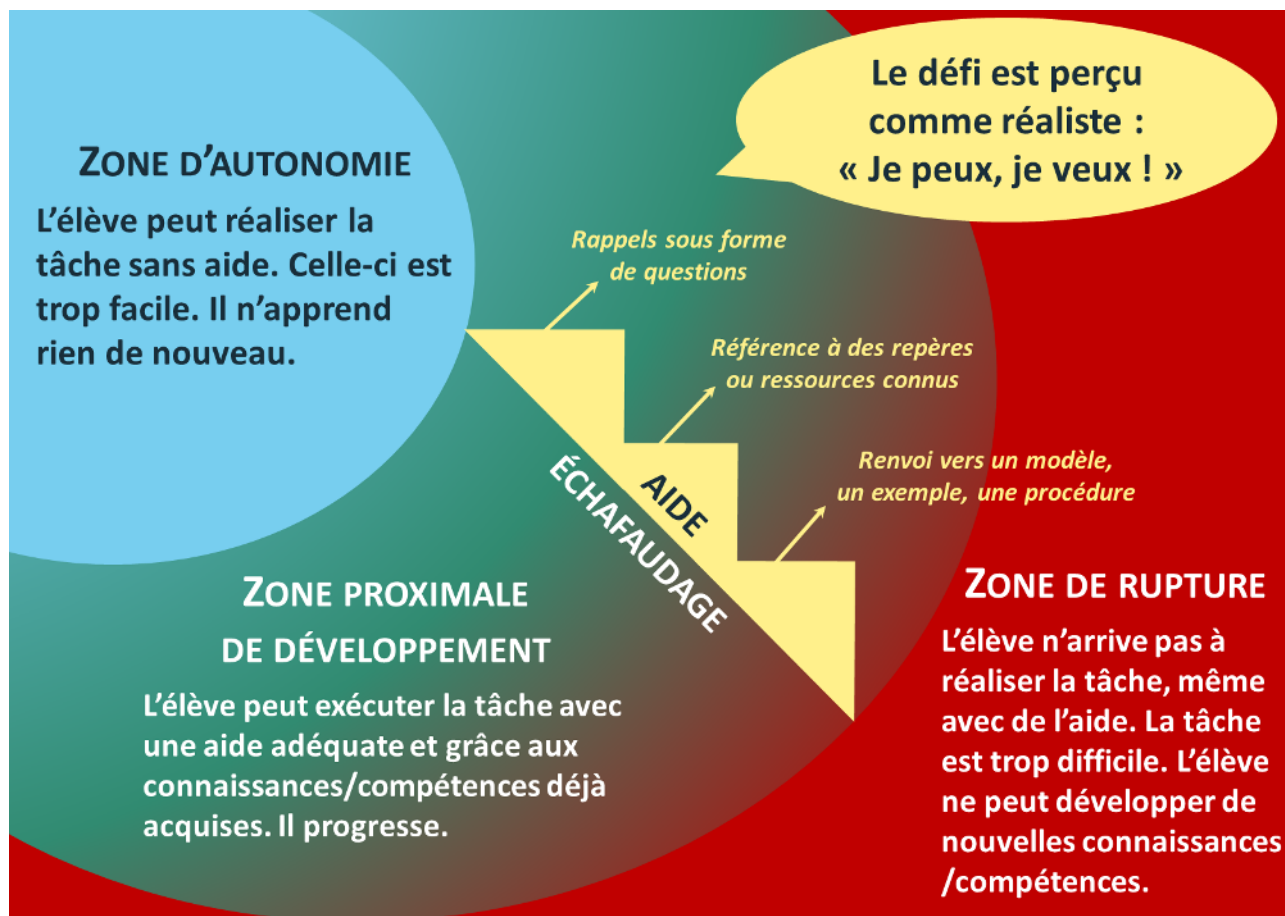 Le défi est perçu
comme réaliste :
« Je peux, je veux ! »
ZONE D'AUTONOMIE
L'élève peut réaliser la
tâche sans aide. Celle-ci est
trop facile. Il n'apprend
rien de nouveau.
Rappels sous forme
de questions
Référence à des repères
ou ressources connus
Renvoi vers un modèle,
un exemple, une procédure
AIDE
ÉCHAFAUDAGE
ZONE PROXIMALE
DE DÉVELOPPEMENT
L'élève peut exécuter la tâche avec
une aide adéquate et grâce aux
connaissances/compétences déjà
acquises. Il progresse.
ZONE DE RUPTURE
L'élève n'arrive pas à
réaliser la tâche, même
avec de l'aide. La tâche
est trop difficile. L'élève
ne peut développer de
nouvelles connaissances
/compétences.